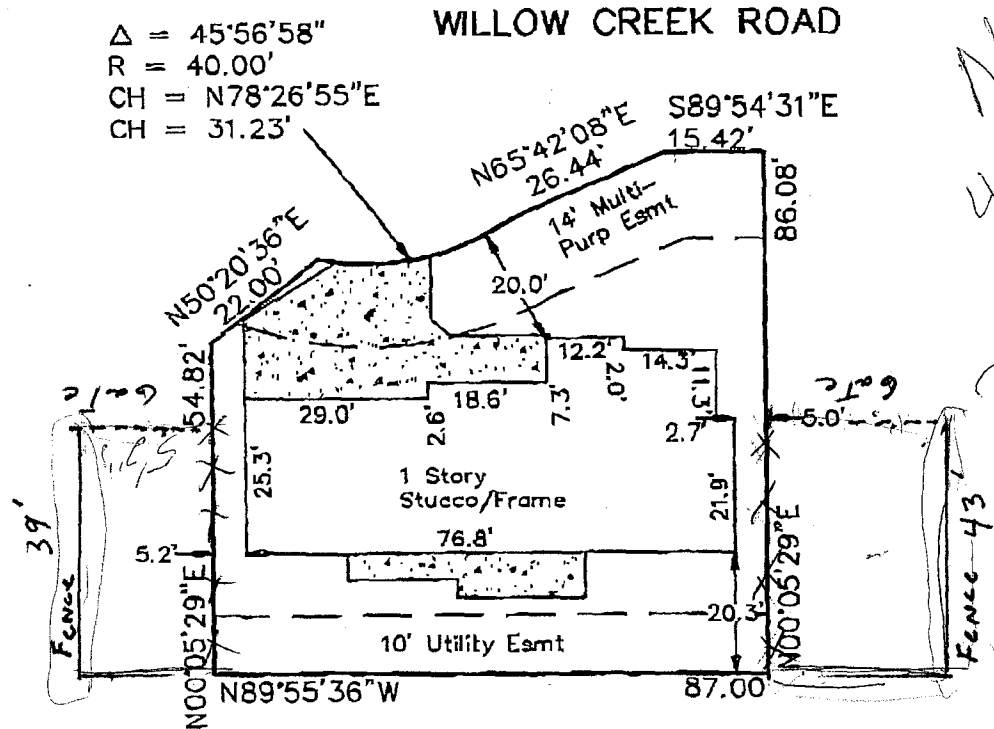 WILLOW CREEK ROAD
Δ = 45°56'58"
R = 40.00'
CH = N78°26'55"E
CH = 31.23'
S89°54'31"E
15.42'
N65°42'08"E
26.44'
86.08'
14' Multi-
Purp Esmt
N50°20'36"E
22.00'
20.0'
54.82'
12.2'
2.0'
14.3'
11.3'
Gate
Gate
29.0'
2.6'
18.6'
7.3'
2.7'
5.0'
25.3'
1 Story
Stucco/Frame
21.9'
39'
76.8'
5.2'
Fence
N00°05'29"E
20.3'
N00°05'29"E
Fence 43
10' Utility Esmt
N89°55'36"W
87.00'